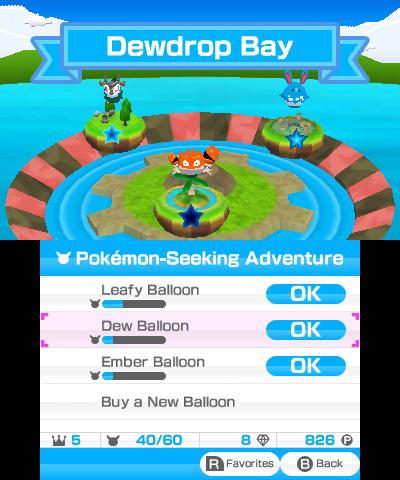 Dewdrop Bay
Pokémon-Seeking Adventure
Leafy Balloon OK
Dew Balloon OK
Ember Balloon OK
Buy a New Balloon
5 40/60 8 826 P
R Favorites B Back